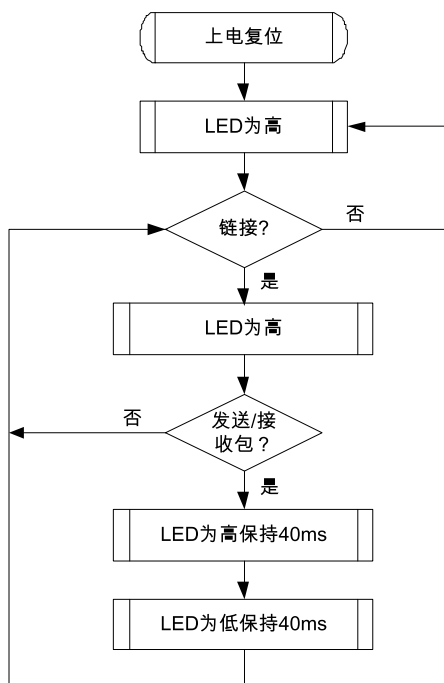 上电复位
LED为高
链接?
否
是
LED为高
发送/接
收包？
否
是
LED为高保持40ms
LED为低保持40ms